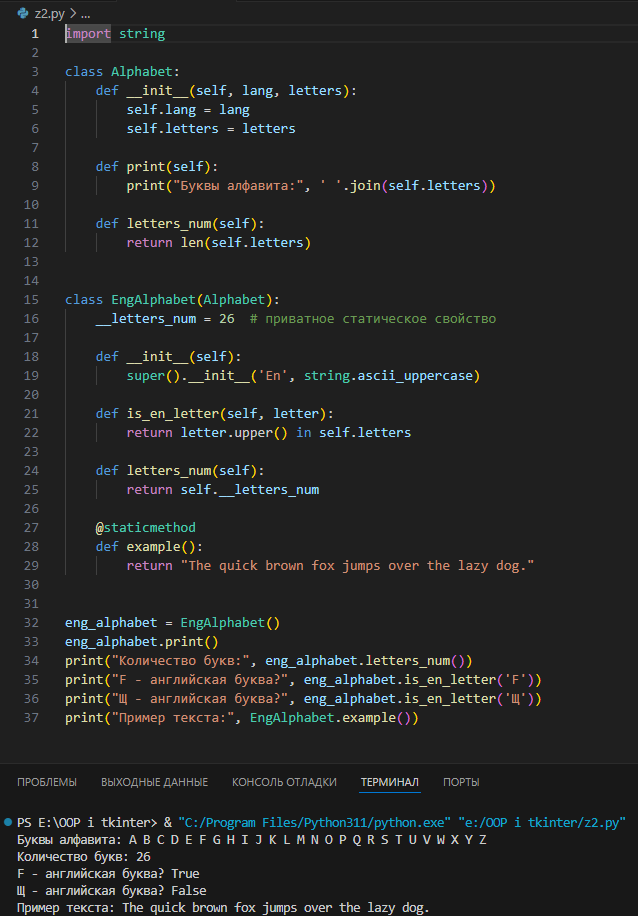 z2.py > ...
1 import string
2
3 class Alphabet:
4     def __init__(self, lang, letters):
5         self.lang = lang
6         self.letters = letters
7
8     def print(self):
9         print("Буквы алфавита:", ' '.join(self.letters))
10
11     def letters_num(self):
12         return len(self.letters)
13
14
15 class EngAlphabet(Alphabet):
16     __letters_num = 26  # приватное статическое свойство
17
18     def __init__(self):
19         super().__init__('En', string.ascii_uppercase)
20
21     def is_en_letter(self, letter):
22         return letter.upper() in self.letters
23
24     def letters_num(self):
25         return self.__letters_num
26
27     @staticmethod
28     def example():
29         return "The quick brown fox jumps over the lazy dog."
30
31
32 eng_alphabet = EngAlphabet()
33 eng_alphabet.print()
34 print("Количество букв:", eng_alphabet.letters_num())
35 print("F - английская буква?", eng_alphabet.is_en_letter('F'))
36 print("Щ - английская буква?", eng_alphabet.is_en_letter('Щ'))
37 print("Пример текста:", EngAlphabet.example())
ПРОБЛЕМЫ ВЫХОДНЫЕ ДАННЫЕ КОНСОЛЬ ОТЛАДКИ ТЕРМИНАЛ ПОРТЫ
PS E:\OOP i tkinter> & "C:/Program Files/Python311/python.exe" "e:/OOP i tkinter/z2.py"
Буквы алфавита: A B C D E F G H I J K L M N O P Q R S T U V W X Y Z
Количество букв: 26
F - английская буква? True
Щ - английская буква? False
Пример текста: The quick brown fox jumps over the lazy dog.